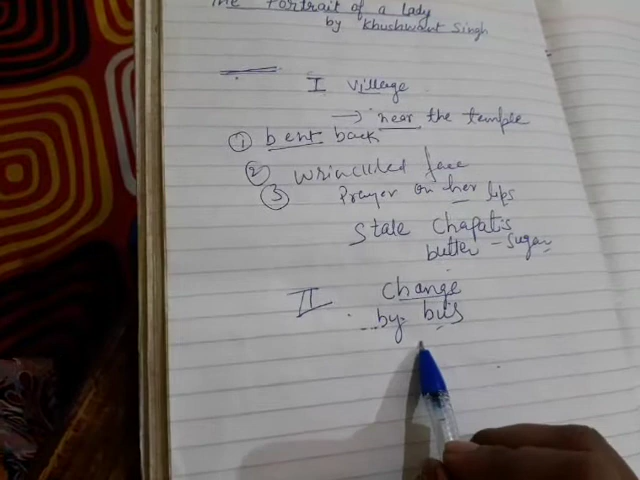 The Portrait of a lady
by Khushwant Singh
I village
→ near the temple
① bent back
② wrinculed face
③ Prayer on her lips
Stale Chapatis
butter - sugar
II Change
by bus